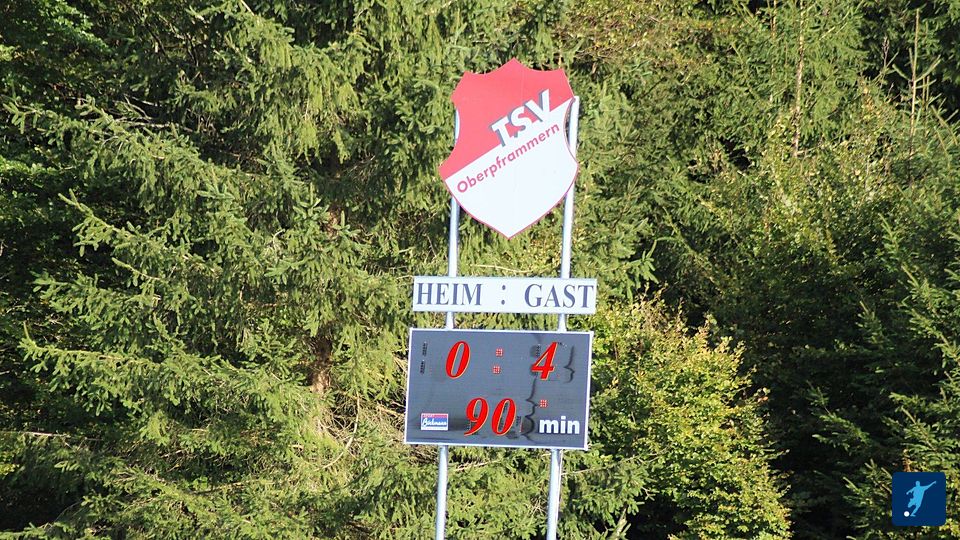 TSV
Oberpframmern
HEIM : GAST
0 : 4
90 min